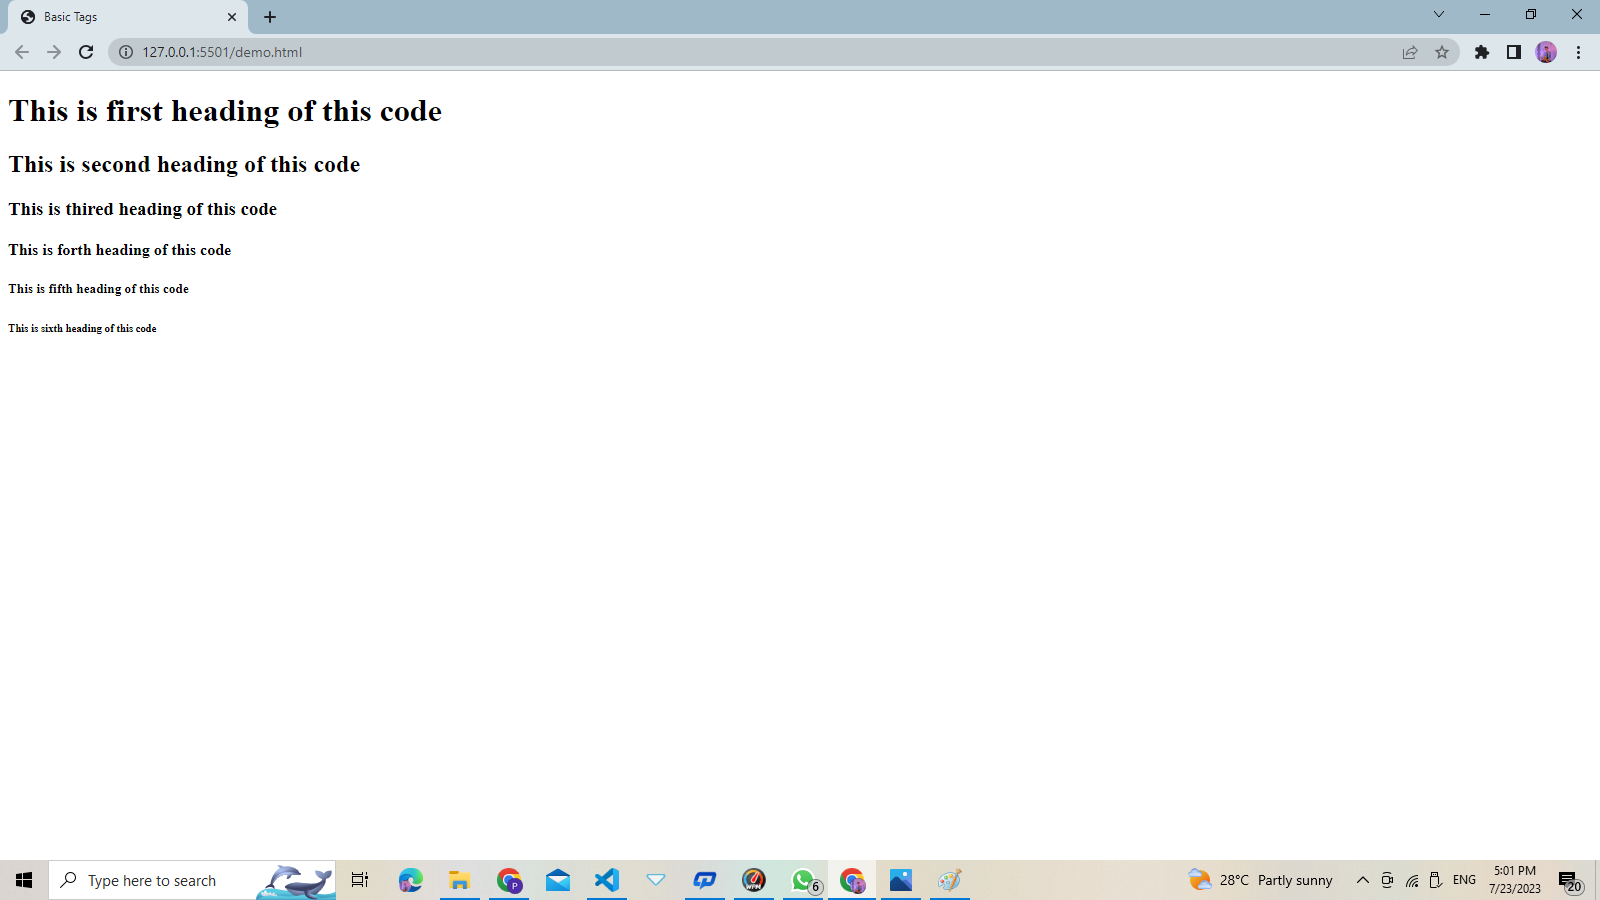 Basic Tags
127.0.0.1:5501/demo.html
This is first heading of this code
This is second heading of this code
This is thired heading of this code
This is forth heading of this code
This is fifth heading of this code
This is sixth heading of this code
Type here to search
P
WPM
6
28°C Partly sunny
ENG
5:01 PM
7/23/2023
20